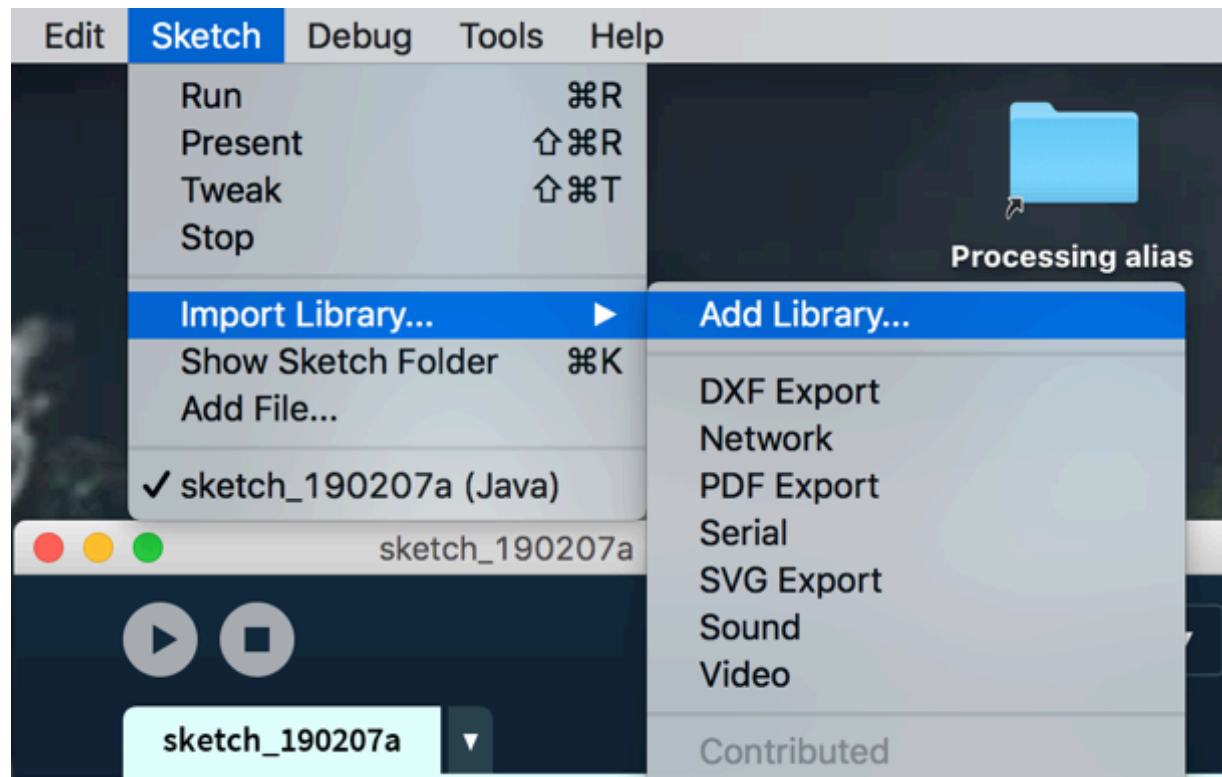 Edit Sketch Debug Tools Help
Run ⌘R
Present ⇧⌘R
Tweak ⇧⌘T
Stop
Processing alias
Import Library... ▶
Add Library...
Show Sketch Folder ⌘K
Add File...
✓ sketch_190207a (Java)
DXF Export
Network
PDF Export
Serial
SVG Export
Sound
Video
Contributed
sketch_190207a
sketch_190207a ▼